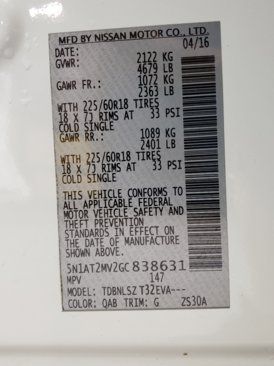 MFD BY NISSAN MOTOR CO., LTD.
DATE: 04/16
GVWR: 2122 KG
4679 LB
GAWR FR.: 1072 KG
2363 LB
WITH 225/60R18 TIRES
18 X 7J RIMS AT 33 PSI
COLD SINGLE
GAWR RR.: 1089 KG
2401 LB
WITH 225/60R18 TIRES
18 X 7J RIMS AT 33 PSI
COLD SINGLE
THIS VEHICLE CONFORMS TO
ALL APPLICABLE FEDERAL
MOTOR VEHICLE SAFETY AND
THEFT PREVENTION
STANDARDS IN EFFECT ON
THE DATE OF MANUFACTURE
SHOWN ABOVE.
5N1AT2MV2GC838631
MPV 147
MODEL: TDBNLSZ T32EVA---
COLOR: QAB TRIM: G ZS30A